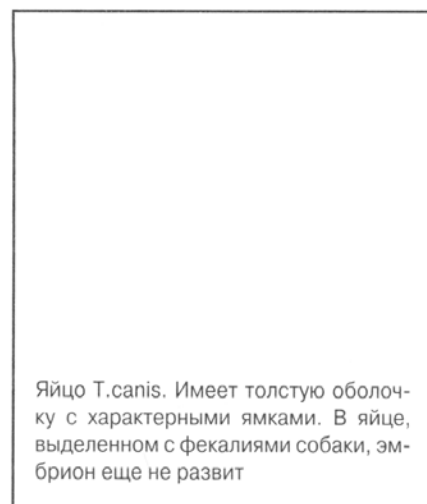 Яйцо T.canis. Имеет толстую оболоч-
ку с характерными ямками. В яйце,
выделенном с фекалиями собаки, эм-
брион еще не развит